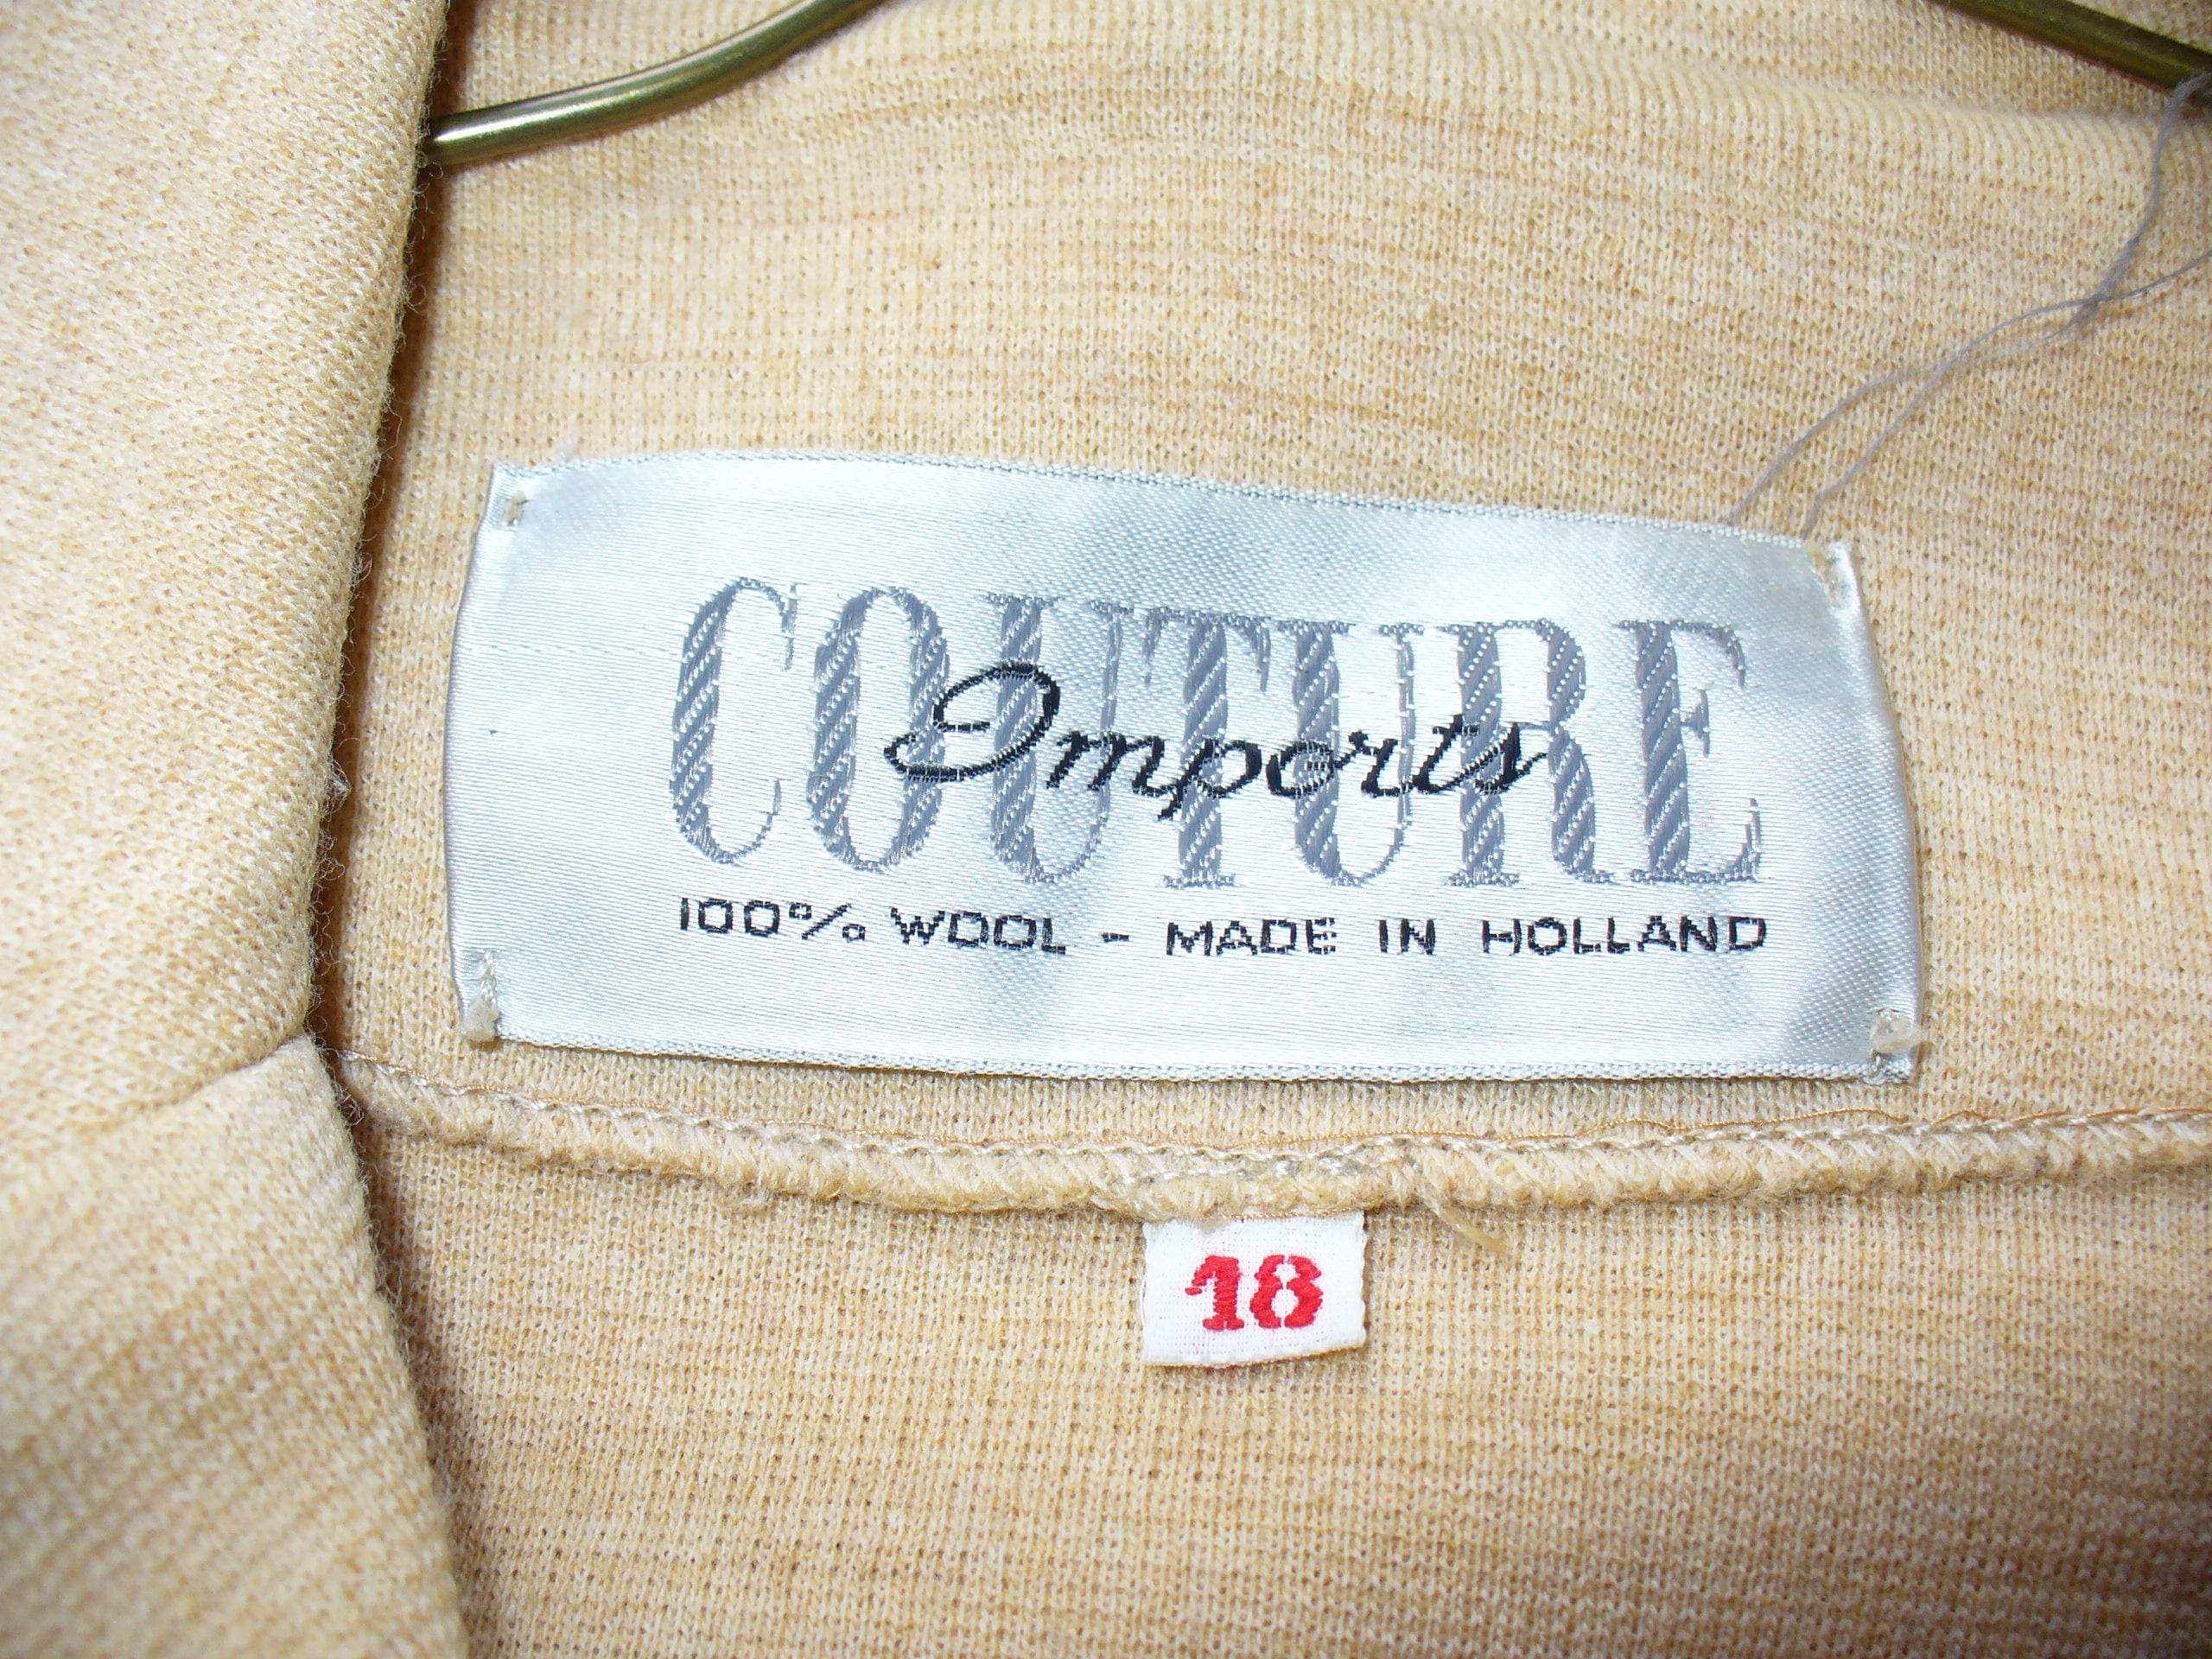 COUTURE
Imports
100% WOOL - MADE IN HOLLAND
18